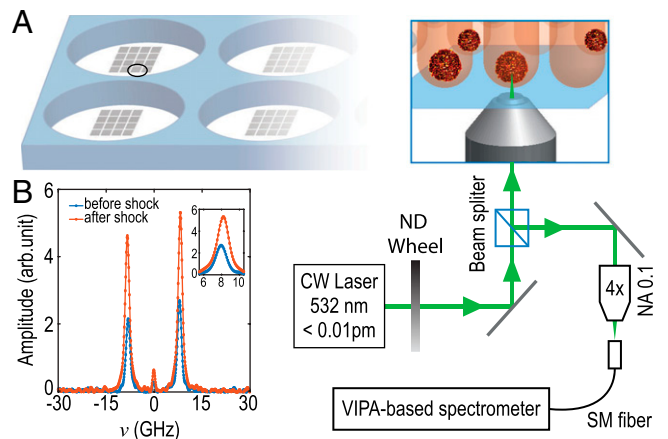 A
B
before shock
after shock
Amplitude (arb.unit)
6
4
2
0
-30
-15
0
15
30
ν (GHz)
6
8
10
ND
Wheel
Beam spliter
CW Laser
532 nm
< 0.01pm
4x
NA 0.1
VIPA-based spectrometer
SM fiber